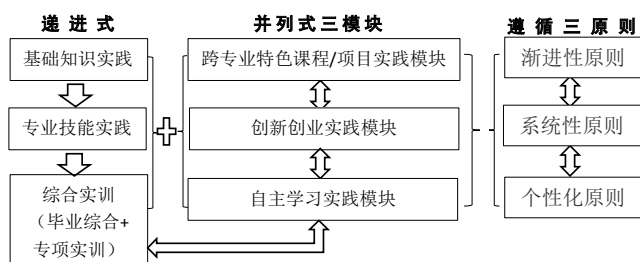 递 进 式
并列式三模块
遵 循 三 原 则
基础知识实践
跨专业特色课程/项目实践模块
渐进性原则
专业技能实践
创新创业实践模块
系统性原则
综合实训
（毕业综合+
专项实训）
自主学习实践模块
个性化原则